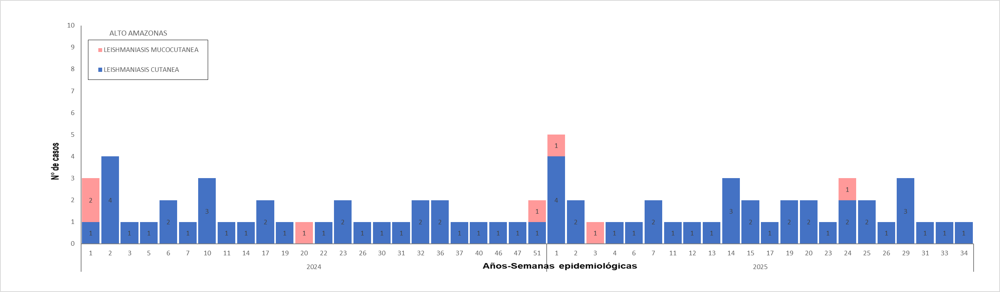 ALTO AMAZONAS
LEISHMANIASIS MUCOCUTANEA
LEISHMANIASIS CUTANEA
N° de casos
10
9
8
7
6
5
4
3
2
1
0
2 1 1 1
4 3 1 1
1 1 2 1 3 1 1 2 1 1 1 2 1 1 1 2 2 1 1 1 1 1 4 2 1 1 1 2 1 1 1 3 2 1 2 2 1 2 2 1 3 1 1 1
1 2 3 5 6 7 10 11 14 17 19 20 22 23 26 30 31 32 36 37 40 46 47 51 1 2 3 4 6 7 11 12 13 14 15 17 19 20 23 24 25 26 29 31 33 34
2024 2025
Años-Semanas epidemiológicas